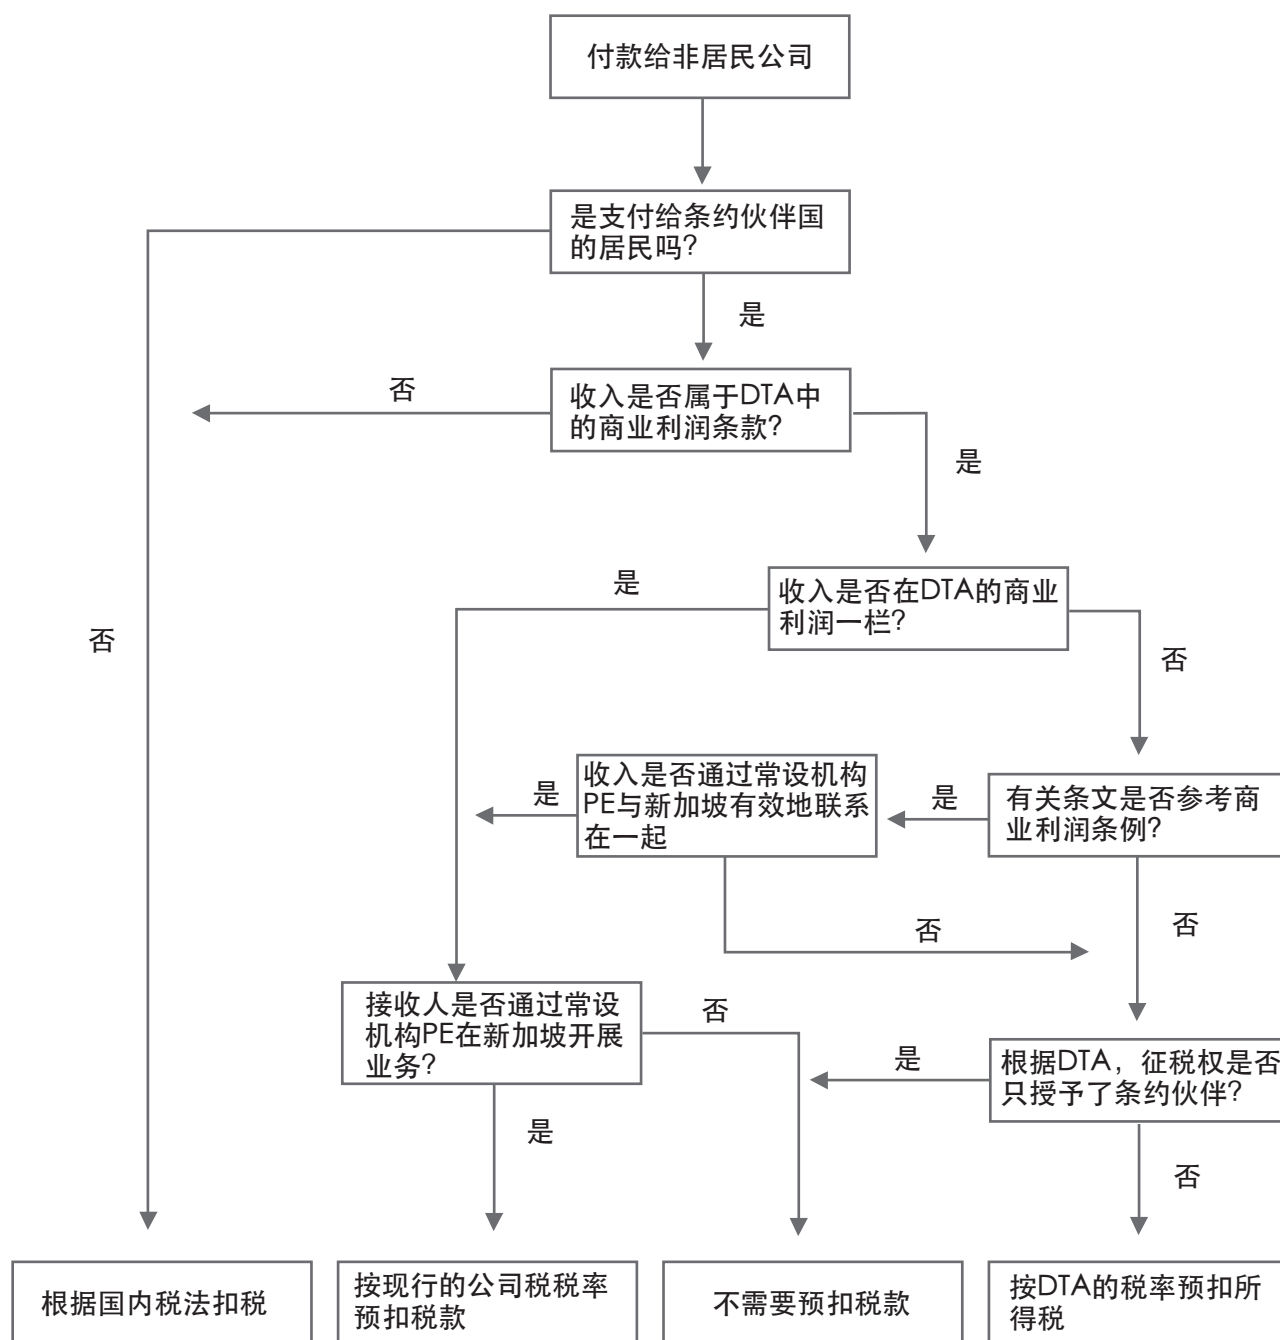 付款给非居民公司
是支付给条约伙伴国
的居民吗?
是
否
收入是否属于DTA中
的商业利润条款?
是
是
收入是否在DTA的商业
利润一栏?
否
否
收入是否通过常设机构
PE与新加坡有效地联系
在一起
是
是
有关条文是否参考商
业利润条例?
否
否
接收人是否通过常设
机构PE在新加坡开展
业务?
否
是
根据DTA，征税权是否
只授予了条约伙伴?
是
否
根据国内税法扣税
按现行的公司税税率
预扣税款
不需要预扣税款
按DTA的税率预扣所
得税